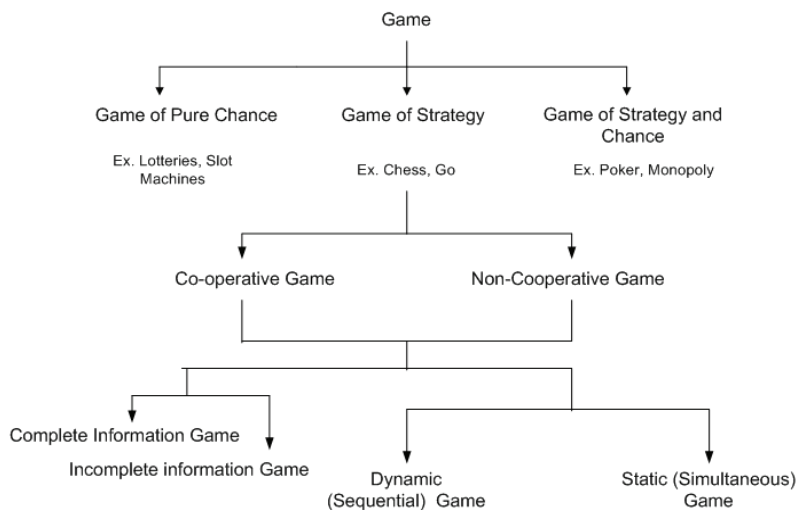 Game
Game of Pure Chance
Game of Strategy
Game of Strategy and
Chance
Ex. Lotteries, Slot
Machines
Ex. Chess, Go
Ex. Poker, Monopoly
Co-operative Game
Non-Cooperative Game
Complete Information Game
Incomplete information Game
Dynamic
(Sequential) Game
Static (Simultaneous)
Game